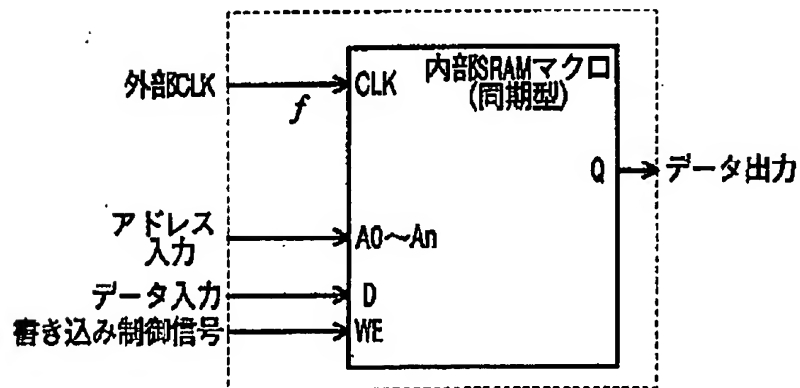 外部CLK
f
CLK
内部SRAMマクロ
(同期型)
Q
データ出力
アドレス
入力
A0～An
データ入力
D
書き込み制御信号
WE